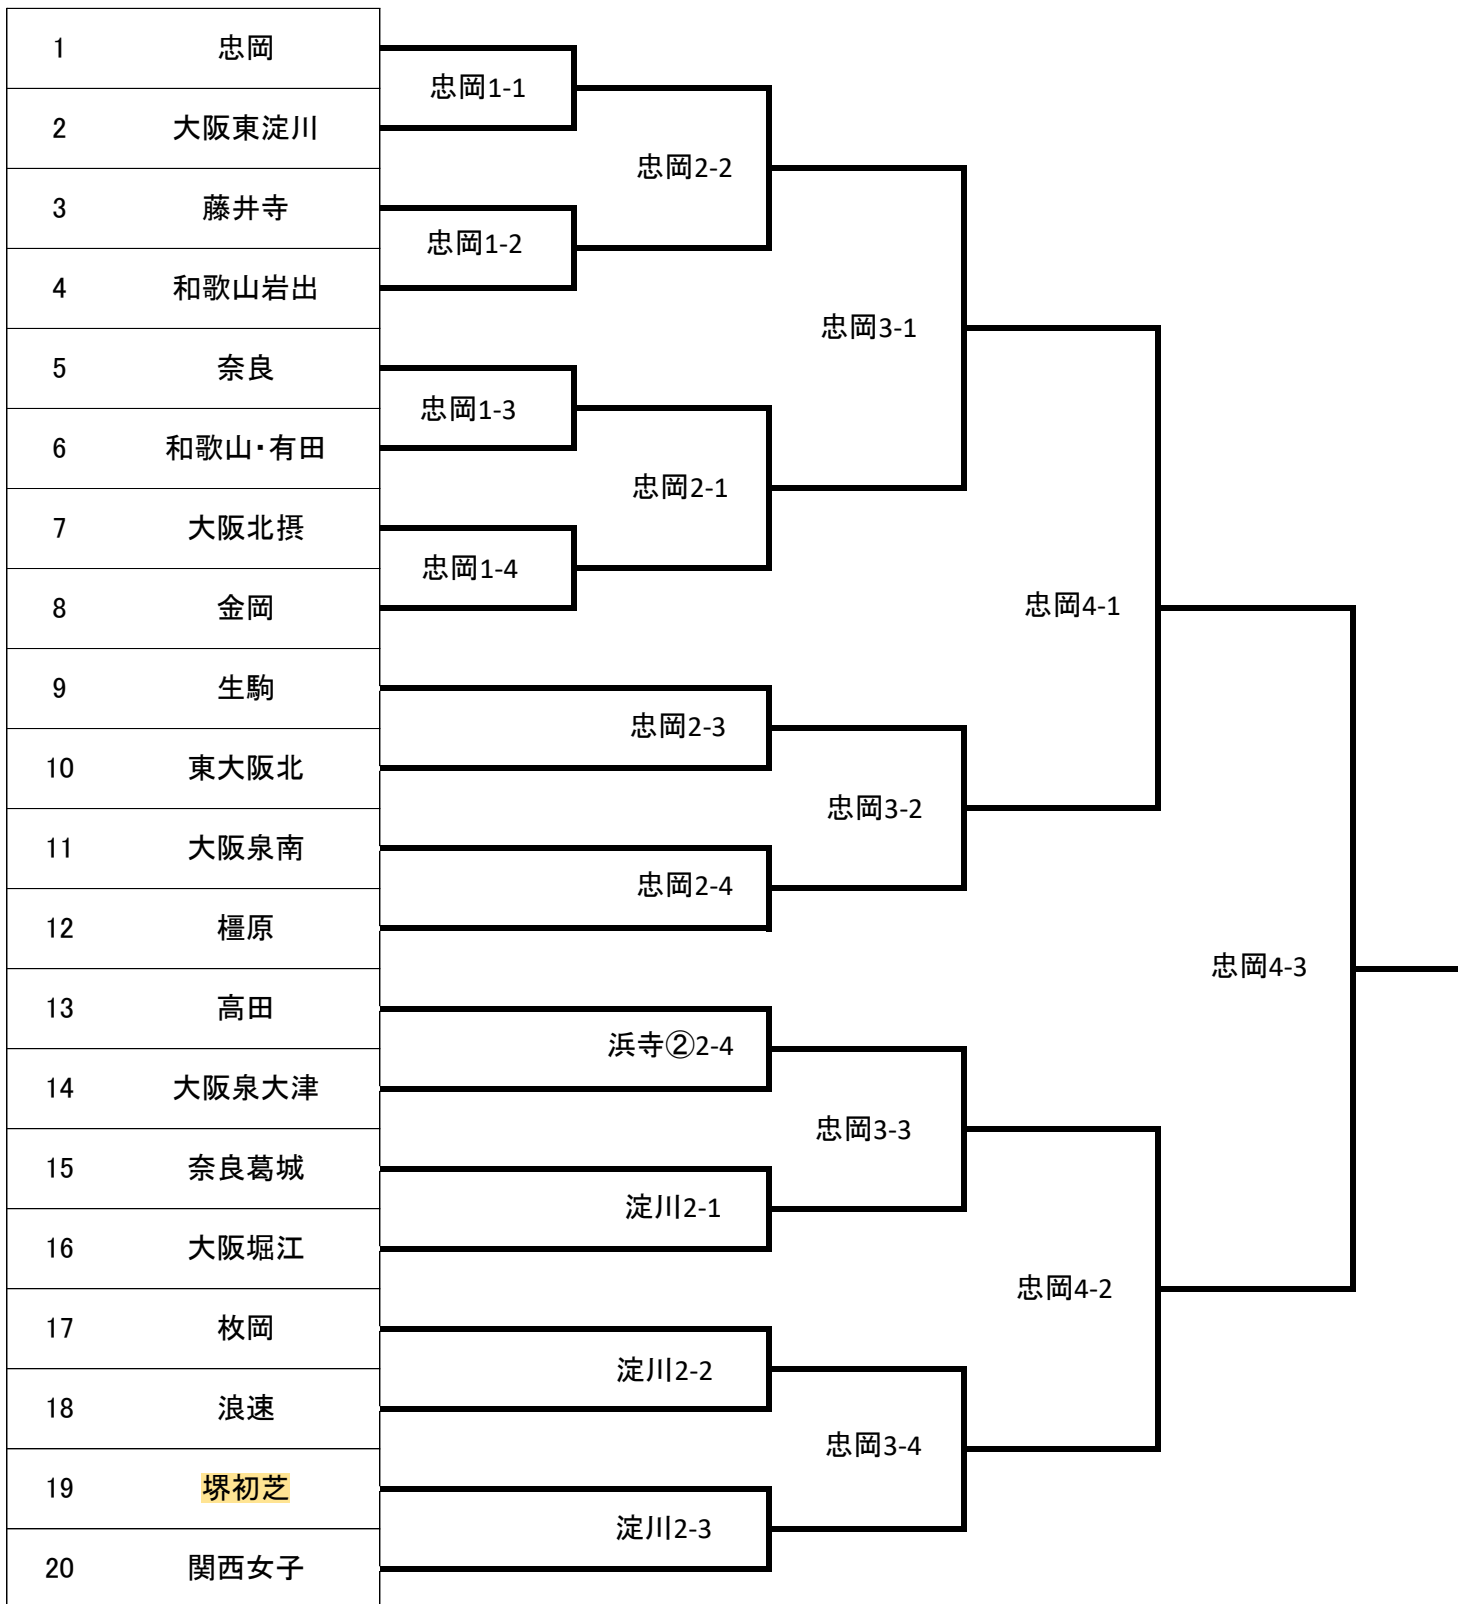 1 忠岡
忠岡1-1
2 大阪東淀川
忠岡2-2
3 藤井寺
忠岡1-2
4 和歌山岩出
忠岡3-1
5 奈良
忠岡1-3
6 和歌山・有田
忠岡2-1
7 大阪北摂
忠岡1-4
8 金岡
忠岡4-1
9 生駒
忠岡2-3
10 東大阪北
忠岡3-2
11 大阪泉南
忠岡2-4
12 橿原
忠岡4-3
13 高田
浜寺②2-4
14 大阪泉大津
忠岡3-3
15 奈良葛城
淀川2-1
16 大阪堀江
忠岡4-2
17 枚岡
淀川2-2
18 浪速
忠岡3-4
19 堺初芝
淀川2-3
20 関西女子